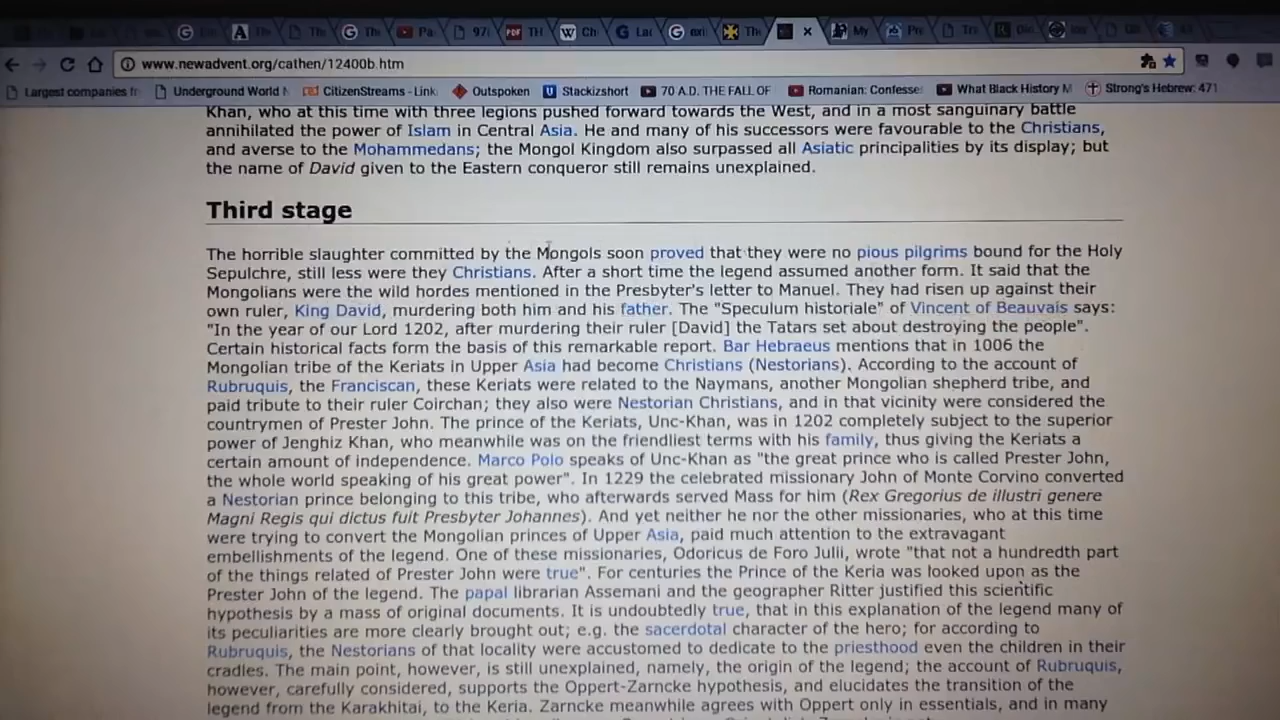 Th
Pa
97(
TH
Ch
Lac
exi
Th
My
Pre
www.newadvent.org/cathen/12400b.htm
Largest companies fr
Underground World N
CitizenStreams - Link
Outspoken
Stackizshort
70 A.D. THE FALL OF
Romanian: Confesse
What Black History M
Strong's Hebrew: 471
Khan, who at this time with three legions pushed forward towards the West, and in a most sanguinary battle
annihilated the power of Islam in Central Asia. He and many of his successors were favourable to the Christians,
and averse to the Mohammedans; the Mongol Kingdom also surpassed all Asiatic principalities by its display; but
the name of David given to the Eastern conqueror still remains unexplained.
Third stage
The horrible slaughter committed by the Mongols soon proved that they were no pious pilgrims bound for the Holy
Sepulchre, still less were they Christians. After a short time the legend assumed another form. It said that the
Mongolians were the wild hordes mentioned in the Presbyter's letter to Manuel. They had risen up against their
own ruler, King David, murdering both him and his father. The "Speculum historiale" of Vincent of Beauvais says:
"In the year of our Lord 1202, after murdering their ruler [David] the Tatars set about destroying the people".
Certain historical facts form the basis of this remarkable report. Bar Hebraeus mentions that in 1006 the
Mongolian tribe of the Keriats in Upper Asia had become Christians (Nestorians). According to the account of
Rubruquis, the Franciscan, these Keriats were related to the Naymans, another Mongolian shepherd tribe, and
paid tribute to their ruler Coirchan; they also were Nestorian Christians, and in that vicinity were considered the
countrymen of Prester John. The prince of the Keriats, Unc-Khan, was in 1202 completely subject to the superior
power of Jenghiz Khan, who meanwhile was on the friendliest terms with his family, thus giving the Keriats a
certain amount of independence. Marco Polo speaks of Unc-Khan as "the great prince who is called Prester John,
the whole world speaking of his great power". In 1229 the celebrated missionary John of Monte Corvino converted
a Nestorian prince belonging to this tribe, who afterwards served Mass for him (Rex Gregorius de illustri genere
Magni Regis qui dictus fuit Presbyter Johannes). And yet neither he nor the other missionaries, who at this time
were trying to convert the Mongolian princes of Upper Asia, paid much attention to the extravagant
embellishments of the legend. One of these missionaries, Odoricus de Foro Julii, wrote "that not a hundredth part
of the things related of Prester John were true". For centuries the Prince of the Keria was looked upon as the
Prester John of the legend. The papal librarian Assemani and the geographer Ritter justified this scientific
hypothesis by a mass of original documents. It is undoubtedly true, that in this explanation of the legend many of
its peculiarities are more clearly brought out; e.g. the sacerdotal character of the hero; for according to
Rubruquis, the Nestorians of that locality were accustomed to dedicate to the priesthood even the children in their
cradles. The main point, however, is still unexplained, namely, the origin of the legend; the account of Rubruquis,
however, carefully considered, supports the Oppert-Zarncke hypothesis, and elucidates the transition of the
legend from the Karakhitai, to the Keria. Zarncke meanwhile agrees with Oppert only in essentials, and in many